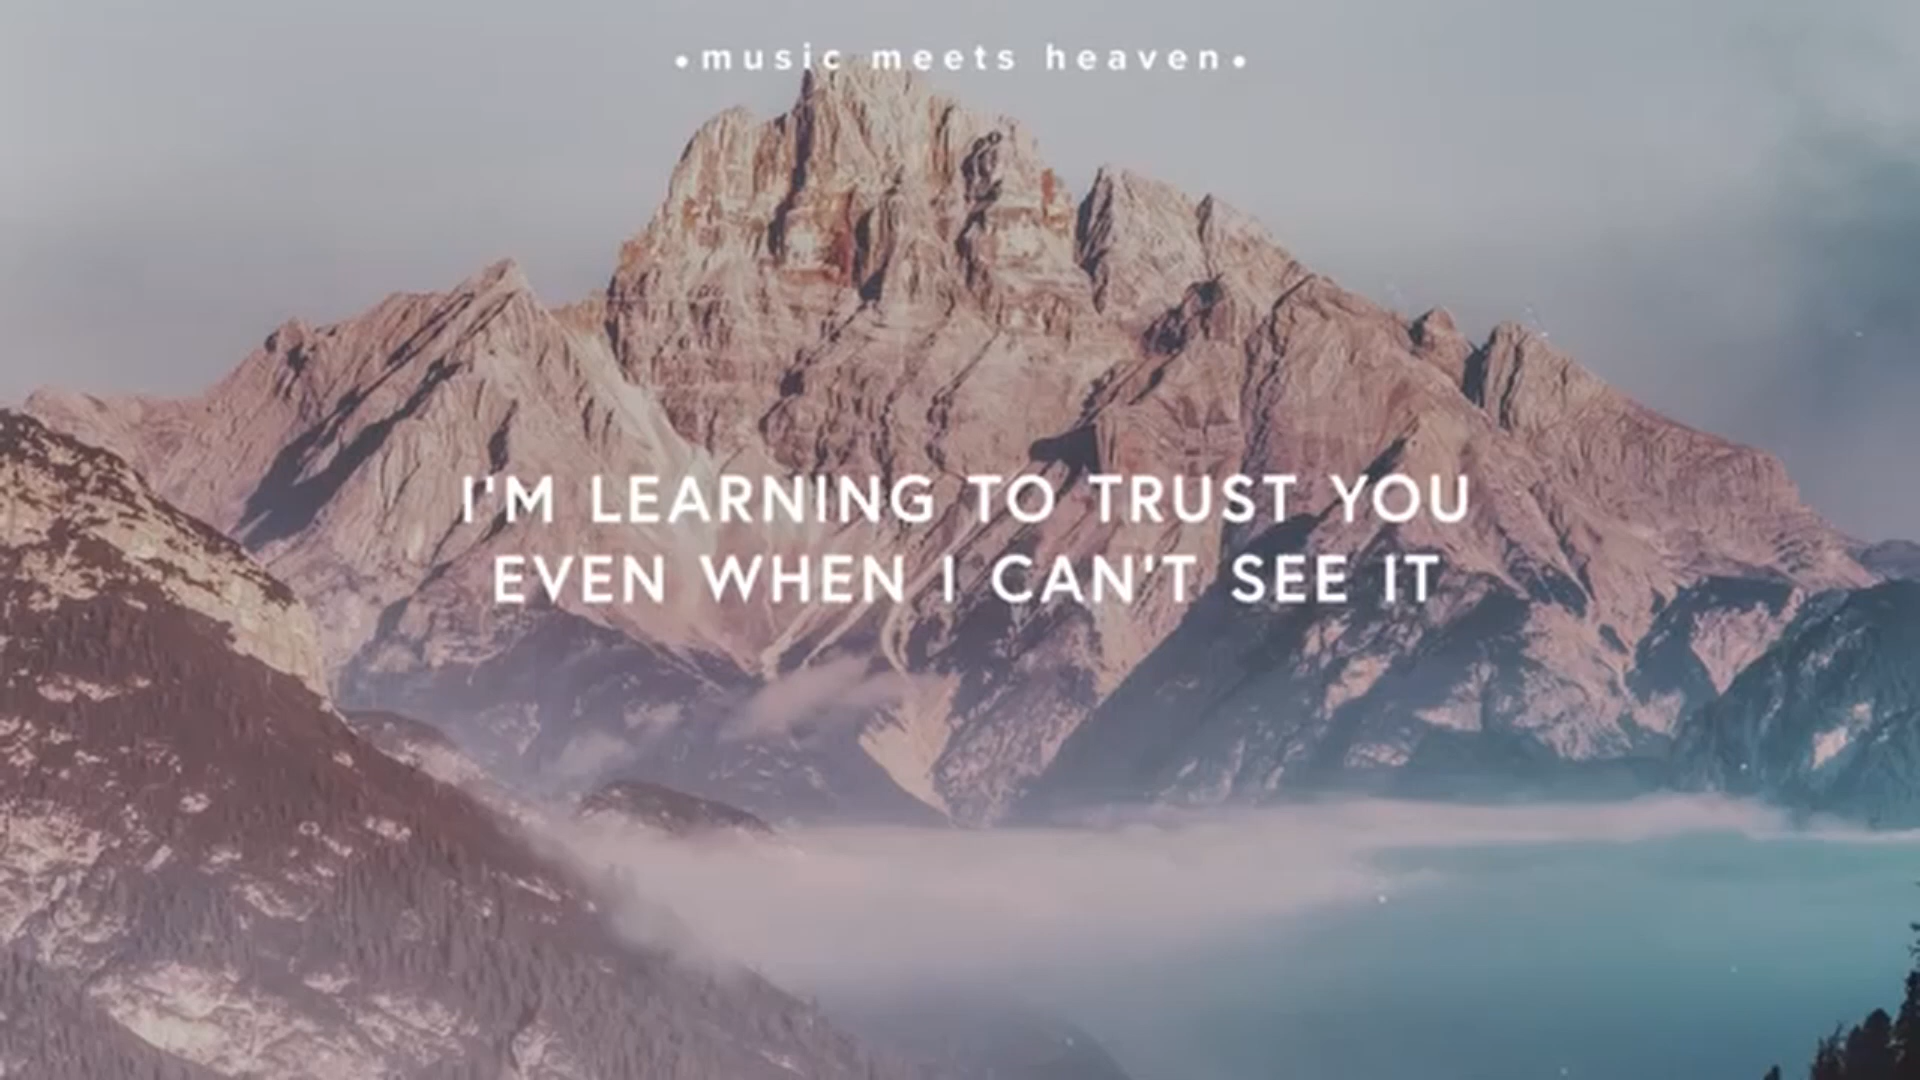 •music meets heaven•
I'M LEARNING TO TRUST YOU
EVEN WHEN I CAN'T SEE IT